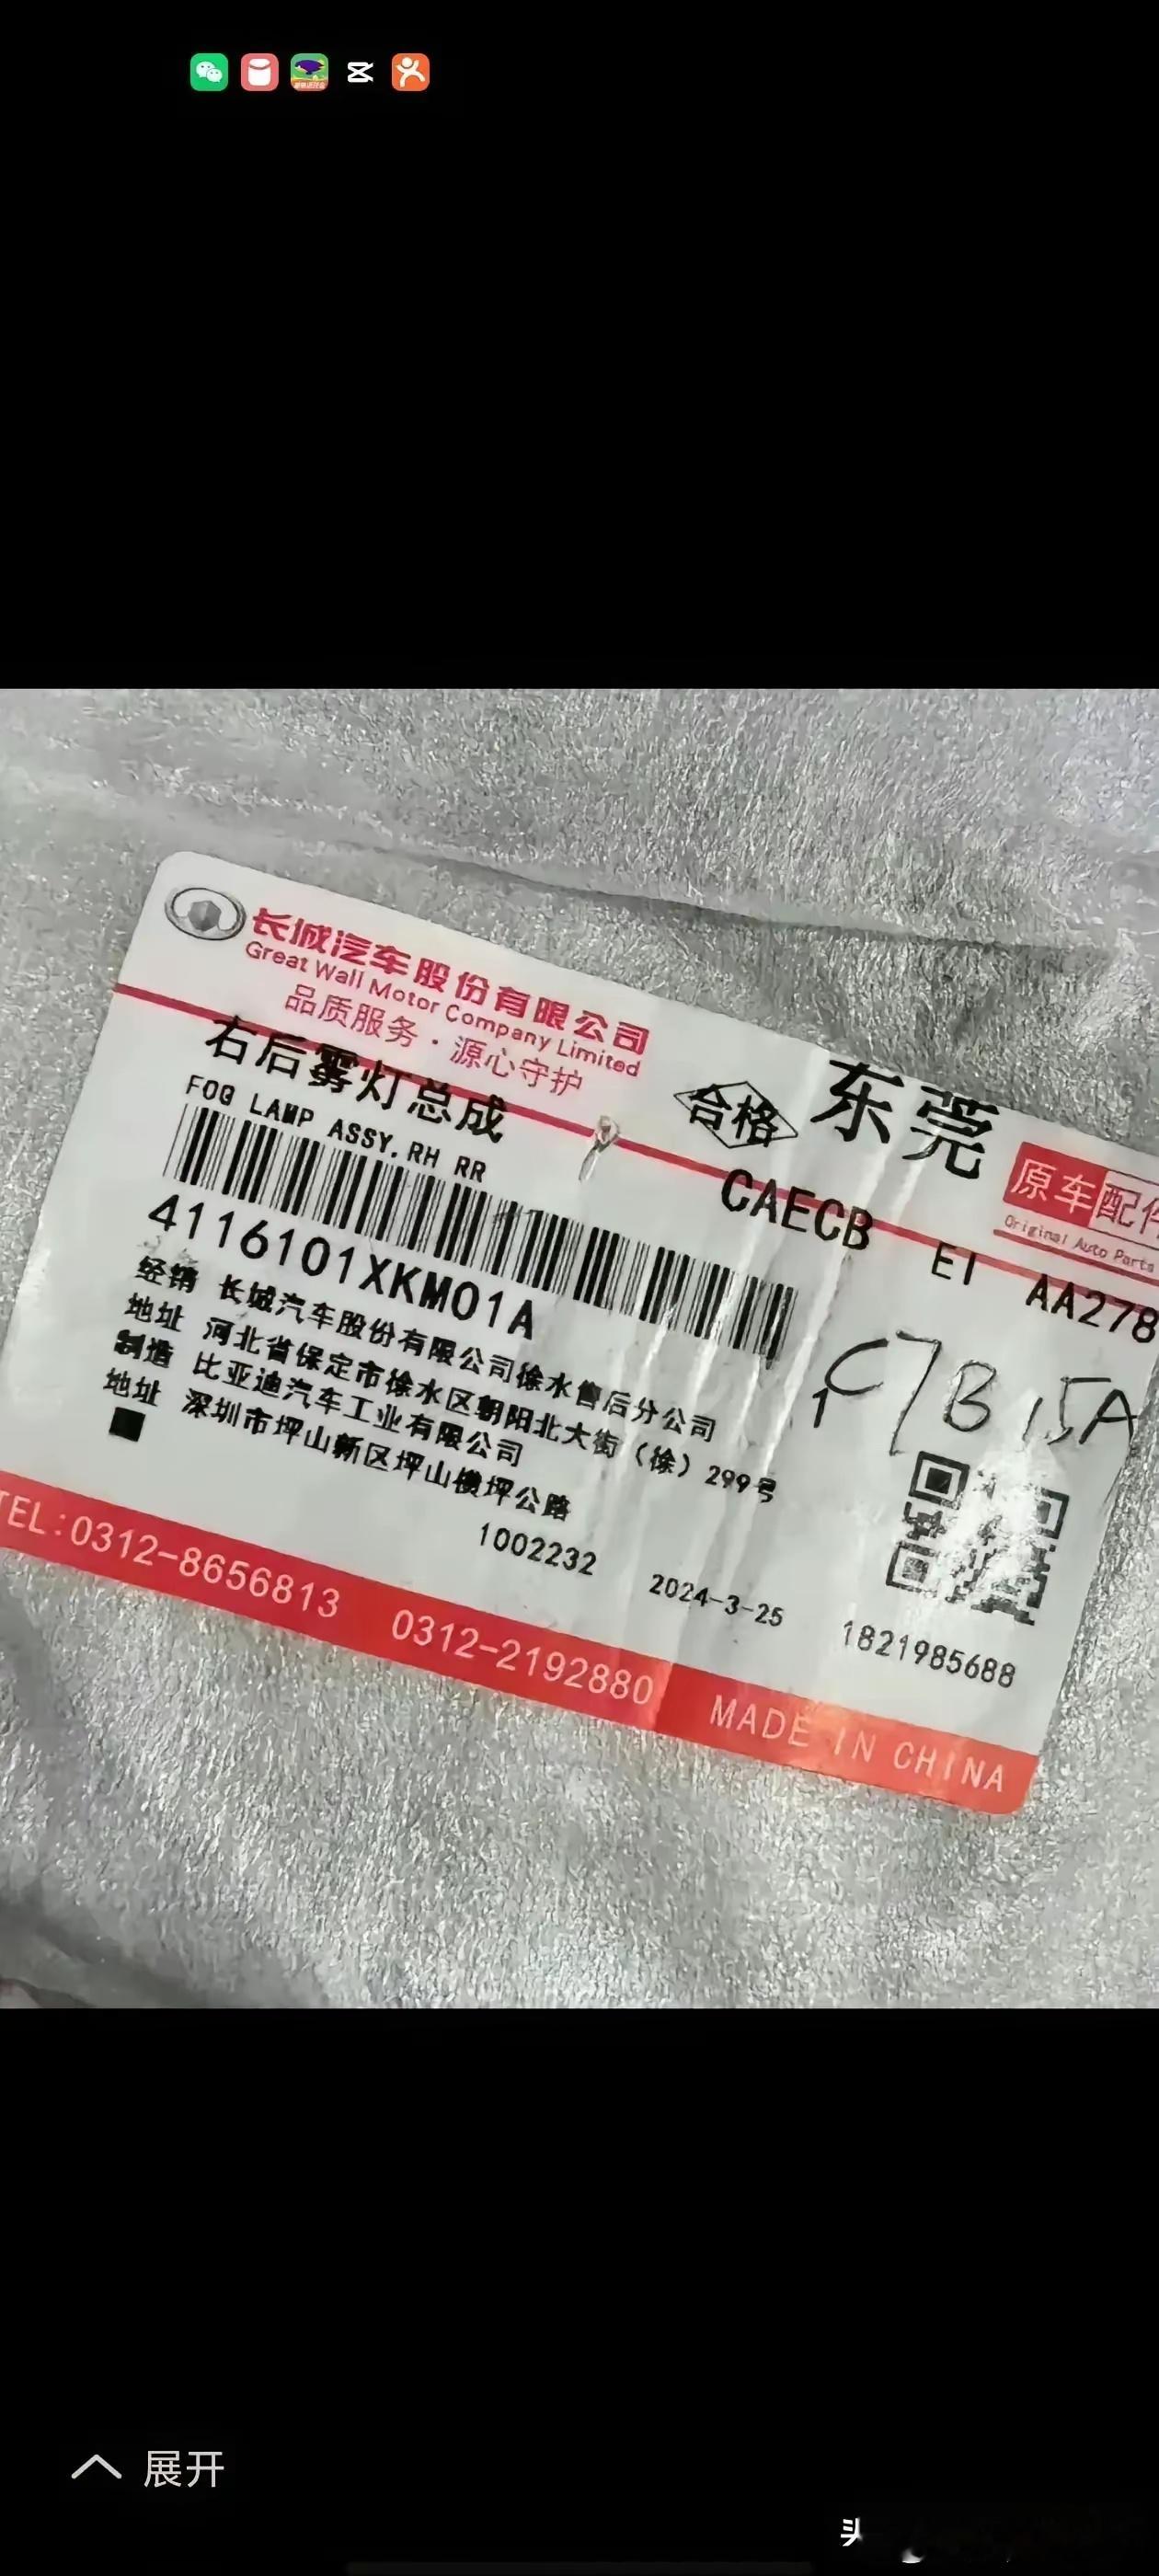 长城汽车股份有限公司
Great Wall Motor Company Limited
品质服务·源心守护
右后雾灯总成
FOG LAMP ASSY.RH RR
合格
东莞
原车配件
Original Auto Parts
CAECB EI AA278
4116101XKM01A
C7B15A
1
经销 长城汽车股份有限公司徐水售后分公司
地址 河北省保定市徐水区朝阳北大街（徐）299号
制造 比亚迪汽车工业有限公司
地址 深圳市坪山新区坪山横坪公路
1002232 2024-3-25 1821985688
TEL:0312-8656813 0312-2192880 MADE IN CHINA
展开
头